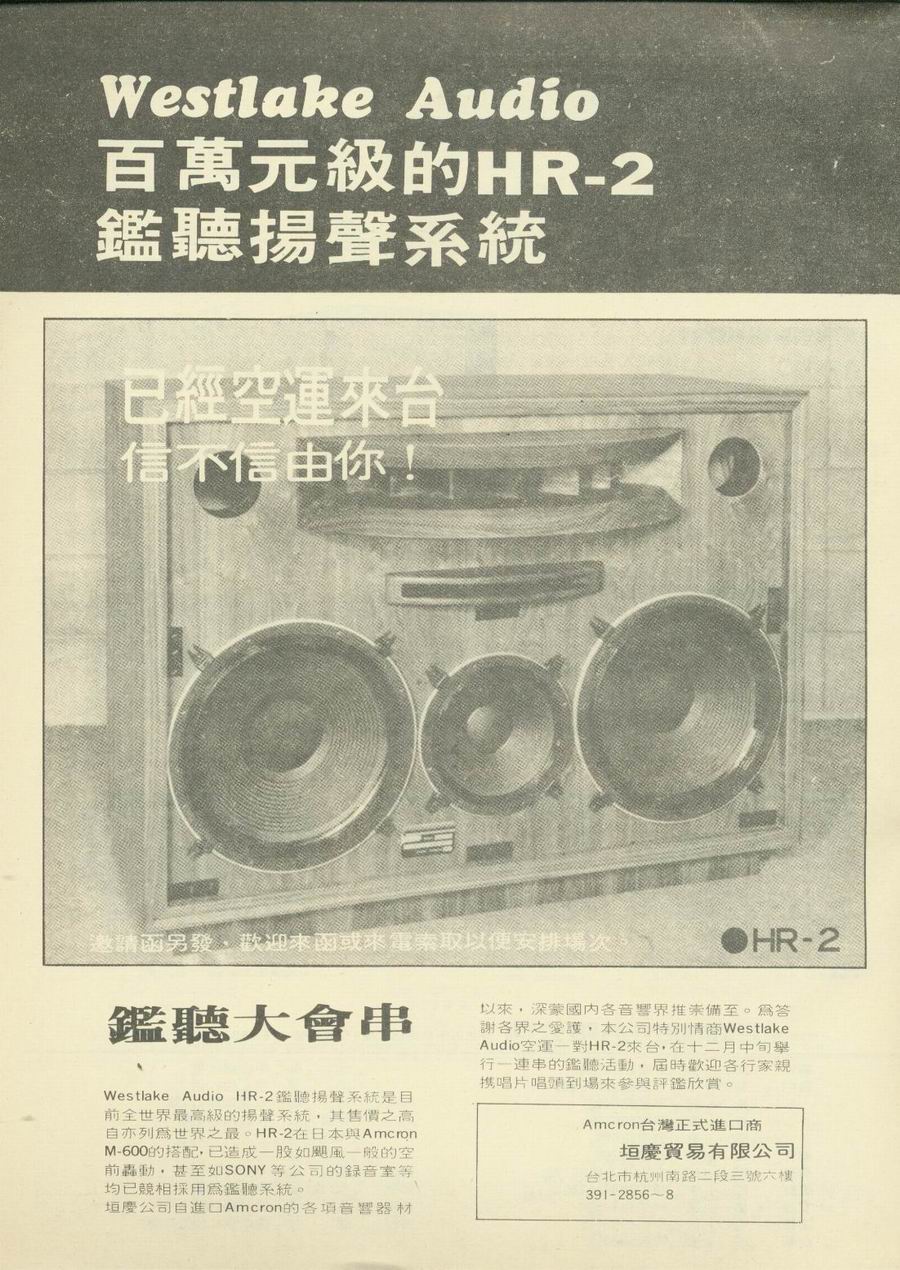 Westlake Audio
百萬元級的HR-2
鑑聽揚聲系統
已經空運來台
信不信由你！
邀請函另發、歡迎來函或來電索取以便安排場次
●HR-2
鑑聽大會串
Westlake Audio HR-2鑑聽揚聲系統是目
前全世界最高級的揚聲系統，其售價之高
自亦列爲世界之最。HR-2在日本與Amcron
M-600的搭配，已造成一股如颶風一般的空
前轟動，甚至如SONY等公司的録音室等
均已競相採用爲鑑聽系統。
垣慶公司自進口Amcron的各項音響器材
以來，深蒙國内各音響界推崇備至。爲答
謝各界之愛護，本公司特別情商Westlake
Audio空運一對HR-2來台，在十二月中旬舉
行一連串的鑑聽活動，屆時歡迎各行家親
携唱片唱頭到場來參與評鑑欣賞。
Amcron台灣正式進口商
垣慶貿易有限公司
台北市杭州南路二段三號六樓
391-2856～8